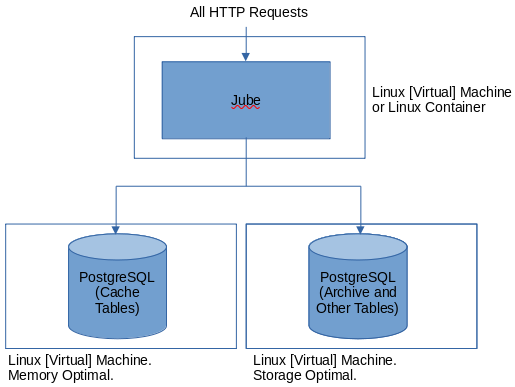 All HTTP Requests
Jube
Linux [Virtual] Machine
or Linux Container
PostgreSQL
(Cache
Tables)
PostgreSQL
(Archive and
Other Tables)
Linux [Virtual] Machine.
Memory Optimal.
Linux [Virtual] Machine.
Storage Optimal.